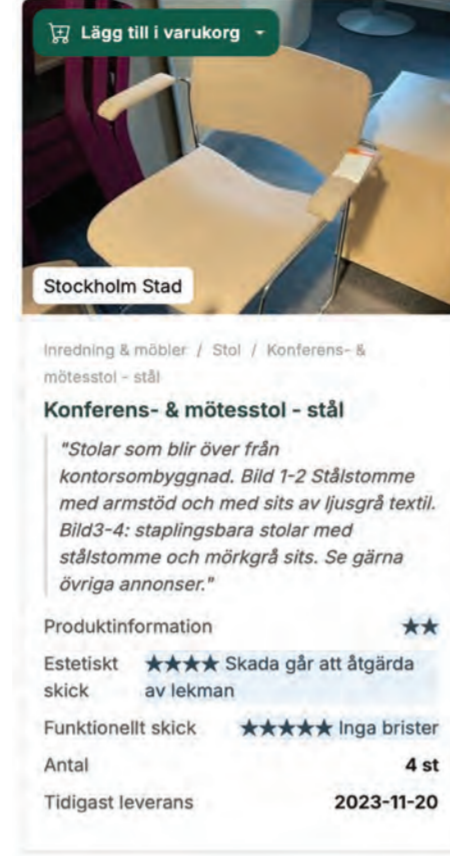 Lägg till i varukorg
Stockholm Stad
Inredning & möbler / Stol / Konferens- &
mötesstol - stål
Konferens- & mötesstol - stål
"Stolar som blir över från
kontorsombyggnad. Bild 1-2 Stålstomme
med armstöd och med sits av ljusgrå textil.
Bild3-4: staplingsbara stolar med
stålstomme och mörkgrå sits. Se gärna
övriga annonser."
Produktinformation ★★
Estetiskt ★★★★ Skada går att åtgärda
skick av lekman
Funktionellt skick ★★★★★ Inga brister
Antal 4 st
Tidigast leverans 2023-11-20